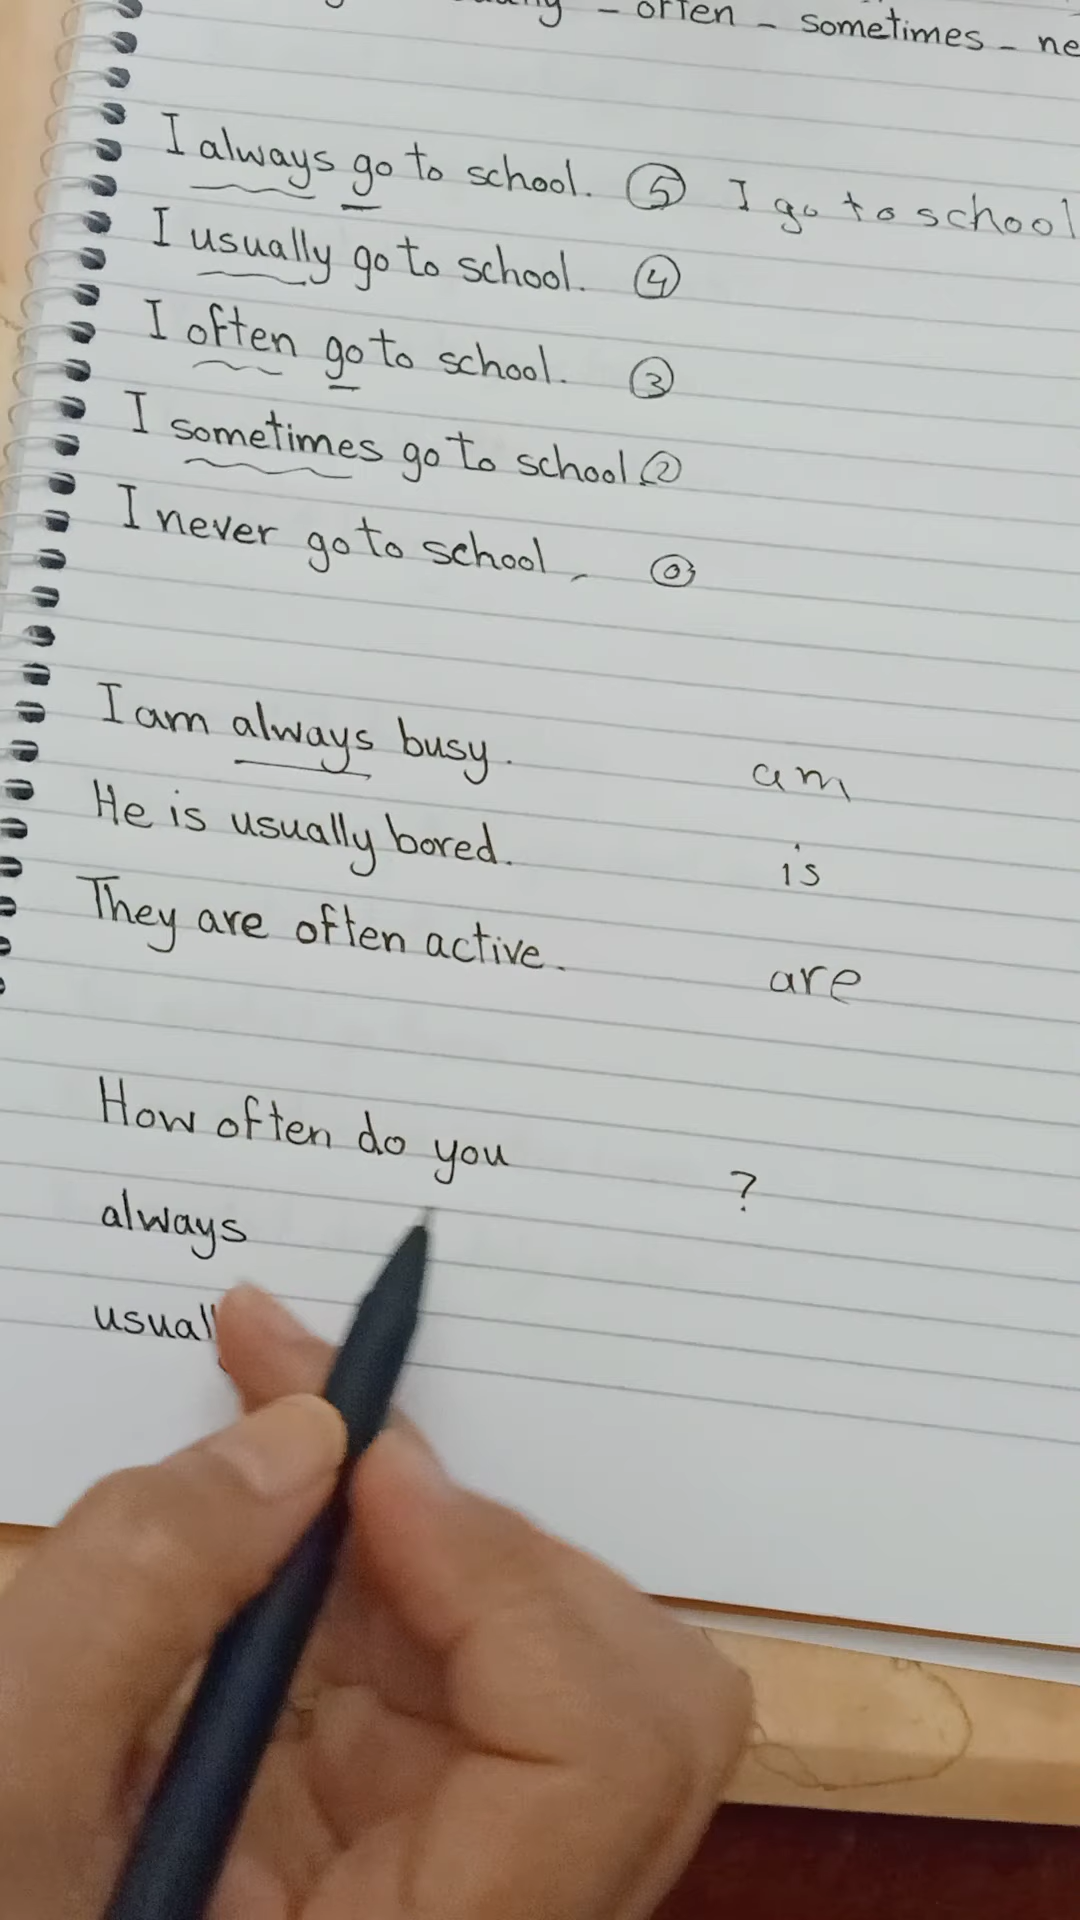 - often - sometimes -
I always go to school. ⑤ I go to school
I usually go to school. ④
I often go to school. ③
I sometimes go to school. ②
I never go to school. ⓪
I am always busy. am
He is usually bored. is
They are often active. are
How often do you ?
always
usual